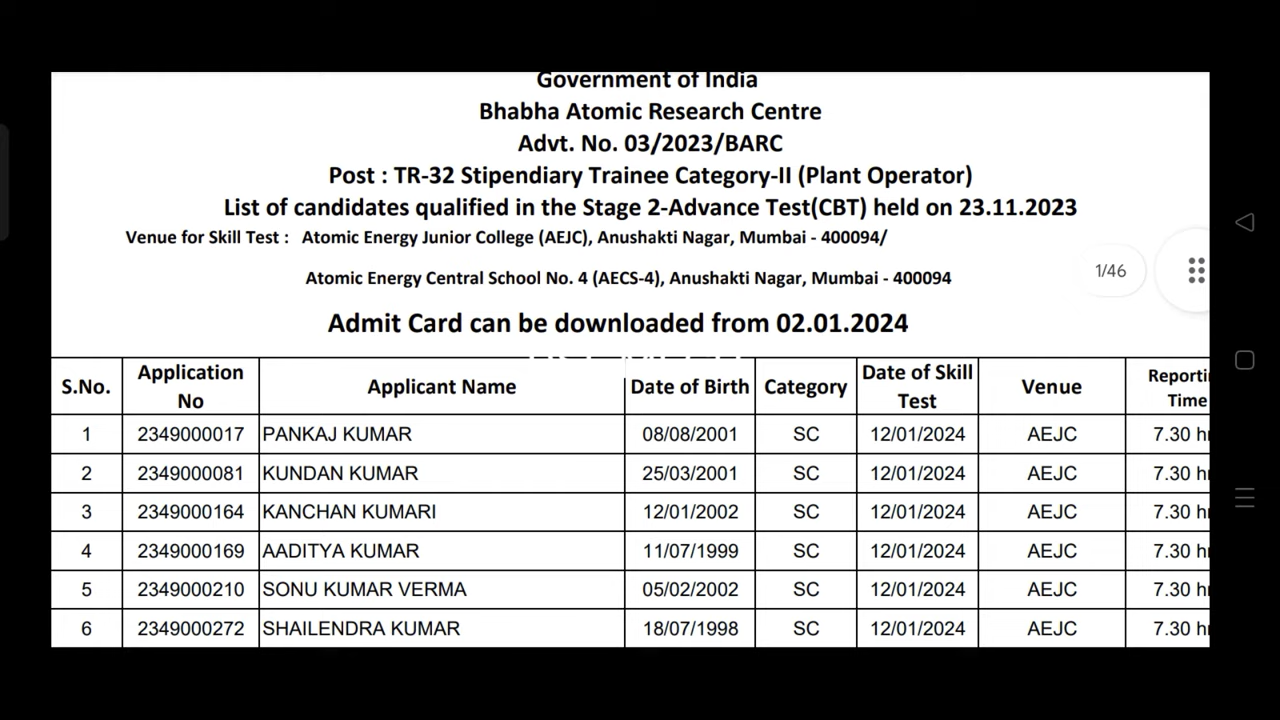 Government of India
Bhabha Atomic Research Centre
Advt. No. 03/2023/BARC
Post : TR-32 Stipendiary Trainee Category-II (Plant Operator)
List of candidates qualified in the Stage 2-Advance Test(CBT) held on 23.11.2023
Venue for Skill Test : Atomic Energy Junior College (AEJC), Anushakti Nagar, Mumbai - 400094/
1/46
Atomic Energy Central School No. 4 (AECS-4), Anushakti Nagar, Mumbai - 400094
Admit Card can be downloaded from 02.01.2024
S.No. Application No Applicant Name Date of Birth Category Date of Skill Test Venue Time
1 2349000017 PANKAJ KUMAR 08/08/2001 SC 12/01/2024 AEJC 7.30
2 2349000081 KUNDAN KUMAR 25/03/2001 SC 12/01/2024 AEJC 7.30
3 2349000164 KANCHAN KUMARI 12/01/2002 SC 12/01/2024 AEJC 7.30
4 2349000169 AADITYA KUMAR 11/07/1999 SC 12/01/2024 AEJC 7.30
5 2349000210 SONU KUMAR VERMA 05/02/2002 SC 12/01/2024 AEJC 7.30
6 2349000272 SHAILENDRA KUMAR 18/07/1998 SC 12/01/2024 AEJC 7.30